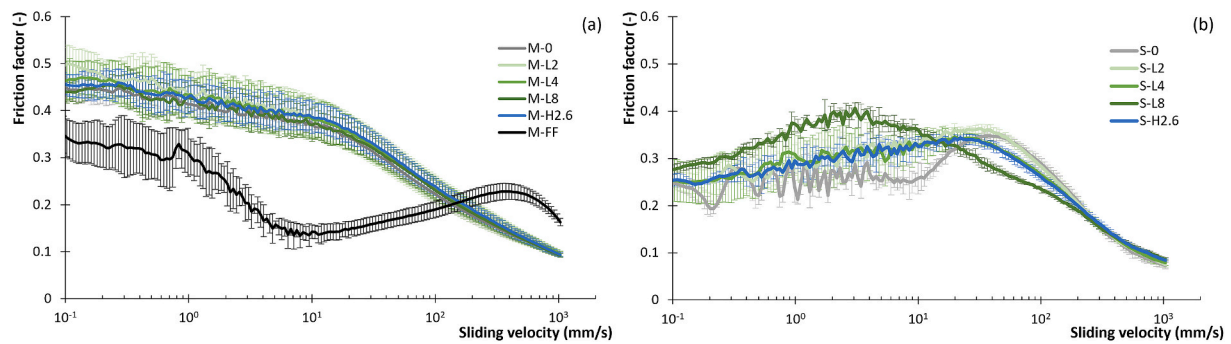 (a)
Friction factor (-)
0.6
0.5
0.4
0.3
0.2
0.1
0
M-0
M-L2
M-L4
M-L8
M-H2.6
M-FF
10⁻¹
10⁰
10¹
10²
10³
Sliding velocity (mm/s)
(b)
Friction factor (-)
0.6
0.5
0.4
0.3
0.2
0.1
0
S-0
S-L2
S-L4
S-L8
S-H2.6
10⁻¹
10⁰
10¹
10²
10³
Sliding velocity (mm/s)